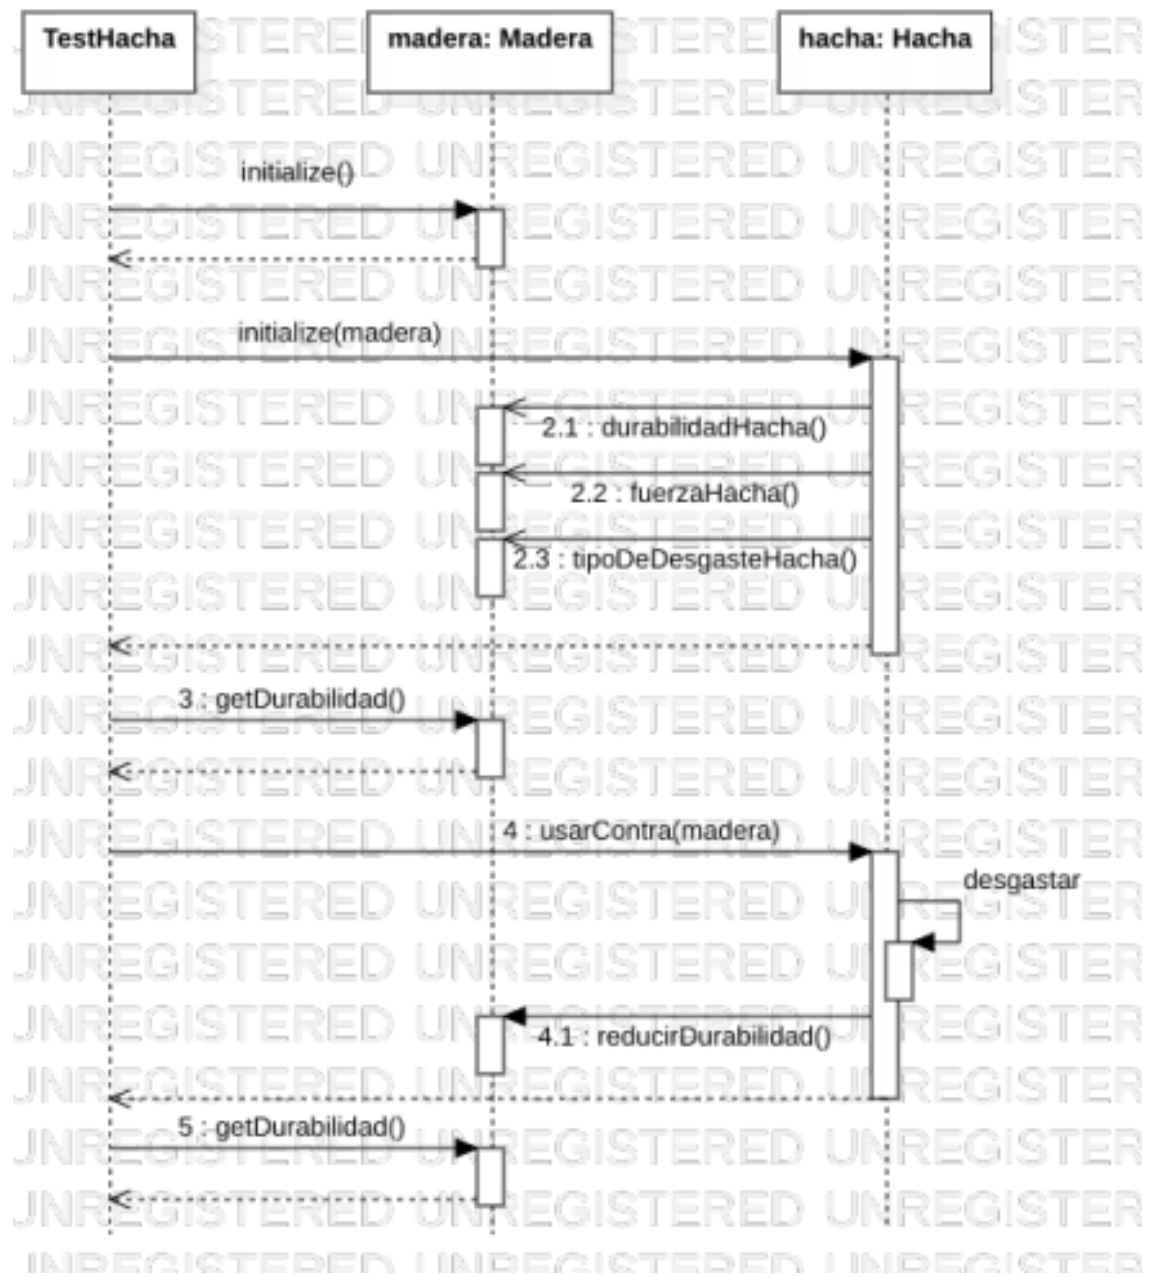 TestHacha
madera: Madera
hacha: Hacha
initialize()
initialize(madera)
2.1 : durabilidadHacha()
2.2 : fuerzaHacha()
2.3 : tipoDeDesgasteHacha()
3 : getDurabilidad()
4 : usarContra(madera)
desgastar
4.1 : reducirDurabilidad()
5 : getDurabilidad()
UNREGISTERED